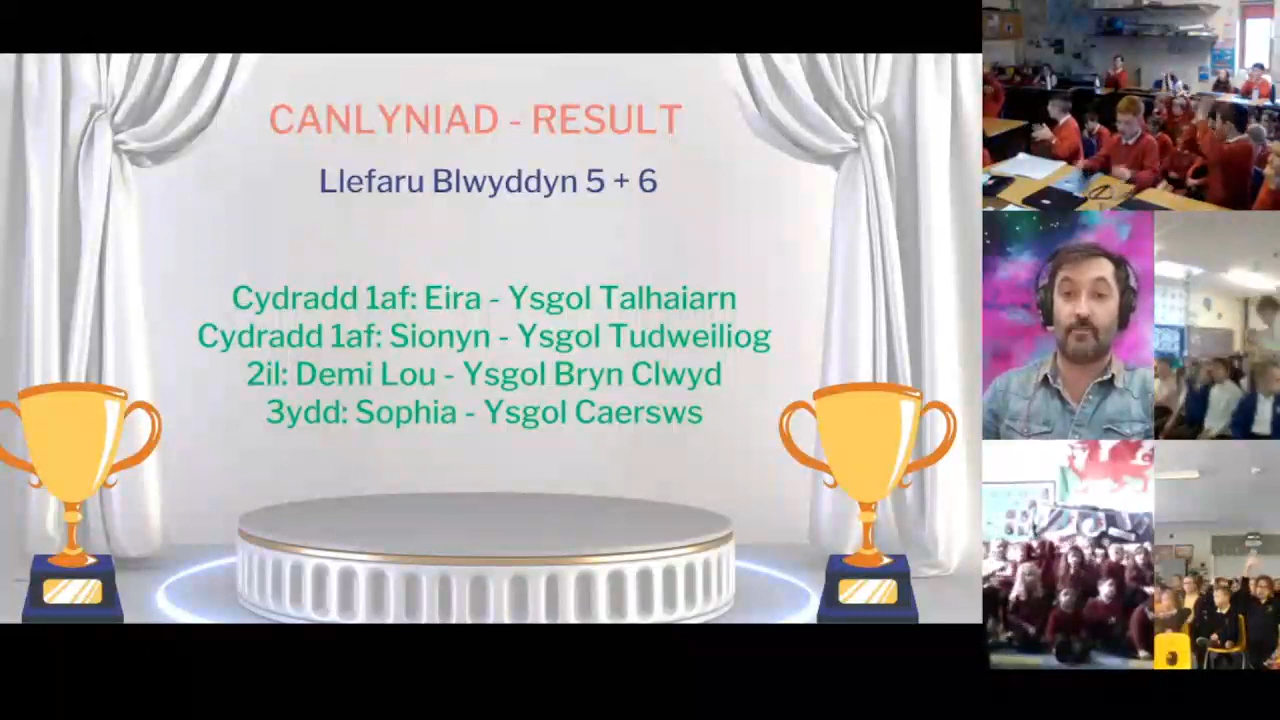 CANLYNIAD - RESULT
Llefaru Blwyddyn 5 + 6
Cydradd 1af: Eira - Ysgol Talhaiarn
Cydradd 1af: Sionyn - Ysgol Tudweiliog
2il: Demi Lou - Ysgol Bryn Clwyd
3ydd: Sophia - Ysgol Caersws